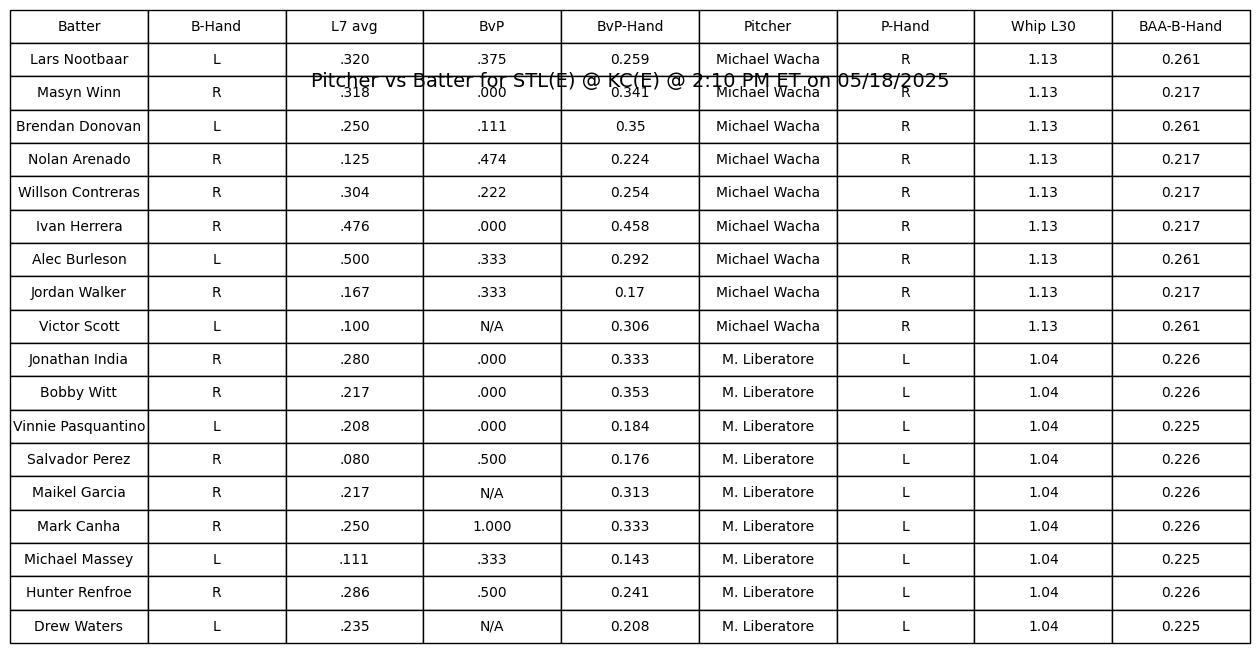 Batter B-Hand L7 avg BvP BvP-Hand Pitcher P-Hand Whip L30 BAA-B-Hand
Lars Nootbaar L .320 .375 0.259 Michael Wacha R 1.13 0.261
Pitcher vs Batter for STL(E) @ KC(E) @ 2:10 PM ET on 05/18/2025
Masyn Winn R .318 .000 0.341 Michael Wacha R 1.13 0.217
Brendan Donovan L .250 .111 0.35 Michael Wacha R 1.13 0.261
Nolan Arenado R .125 .474 0.224 Michael Wacha R 1.13 0.217
Willson Contreras R .304 .222 0.254 Michael Wacha R 1.13 0.217
Ivan Herrera R .476 .000 0.458 Michael Wacha R 1.13 0.217
Alec Burleson L .500 .333 0.292 Michael Wacha R 1.13 0.261
Jordan Walker R .167 .333 0.17 Michael Wacha R 1.13 0.217
Victor Scott L .100 N/A 0.306 Michael Wacha R 1.13 0.261
Jonathan India R .280 .000 0.333 M. Liberatore L 1.04 0.226
Bobby Witt R .217 .000 0.353 M. Liberatore L 1.04 0.226
Vinnie Pasquantino L .208 .000 0.184 M. Liberatore L 1.04 0.225
Salvador Perez R .080 .500 0.176 M. Liberatore L 1.04 0.226
Maikel Garcia R .217 N/A 0.313 M. Liberatore L 1.04 0.226
Mark Canha R .250 1.000 0.333 M. Liberatore L 1.04 0.226
Michael Massey L .111 .333 0.143 M. Liberatore L 1.04 0.225
Hunter Renfroe R .286 .500 0.241 M. Liberatore L 1.04 0.226
Drew Waters L .235 N/A 0.208 M. Liberatore L 1.04 0.225